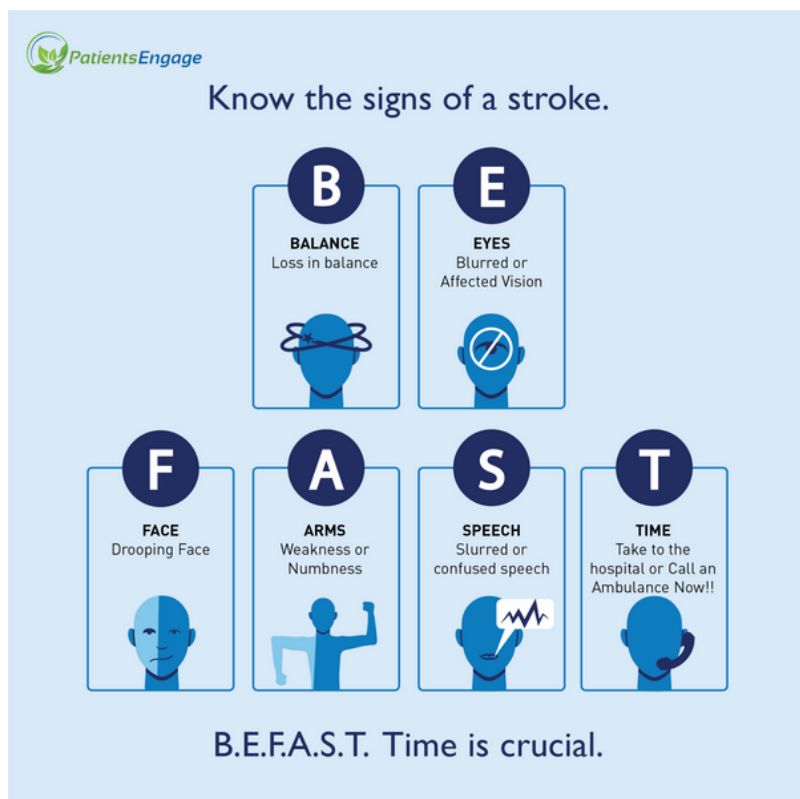 PatientsEngage
Know the signs of a stroke.
B
BALANCE
Loss in balance
E
EYES
Blurred or
Affected Vision
F
FACE
Drooping Face
A
ARMS
Weakness or
Numbness
S
SPEECH
Slurred or
confused speech
T
TIME
Take to the
hospital or Call an
Ambulance Now!!
B.E.F.A.S.T. Time is crucial.